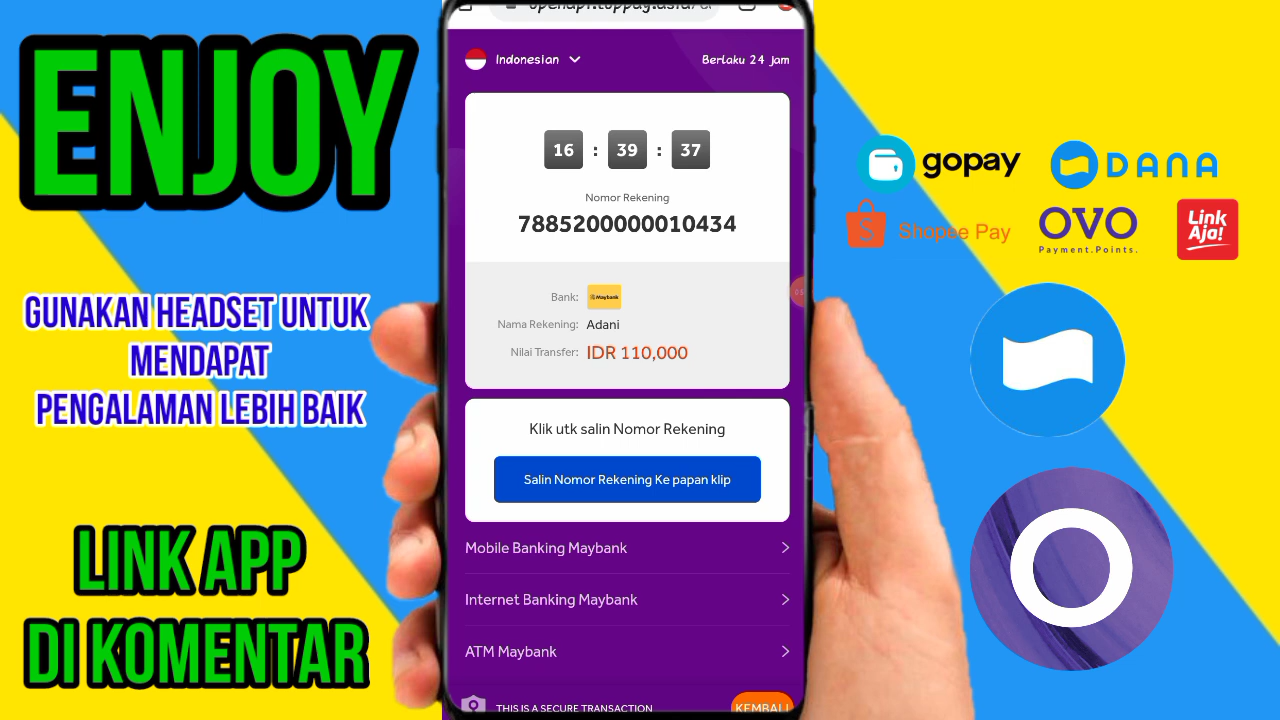 ENJOY
GUNAKAN HEADSET UNTUK
MENDAPAT
PENGALAMAN LEBIH BAIK
LINK APP
DI KOMENTAR
Indonesian
Berlaku 24 Jam
16 : 39 : 37
Nomor Rekening
7885200000010434
Bank: Maybank
Nama Rekening: Adani
Nilai Transfer: IDR 110,000
Klik utk salin Nomor Rekening
Salin Nomor Rekening Ke papan klip
Mobile Banking Maybank
Internet Banking Maybank
ATM Maybank
THIS IS A SECURE TRANSACTION
KEMBALI
gopay
DANA
Shopee Pay
OVO
Payment.Points.
Link
Aja!